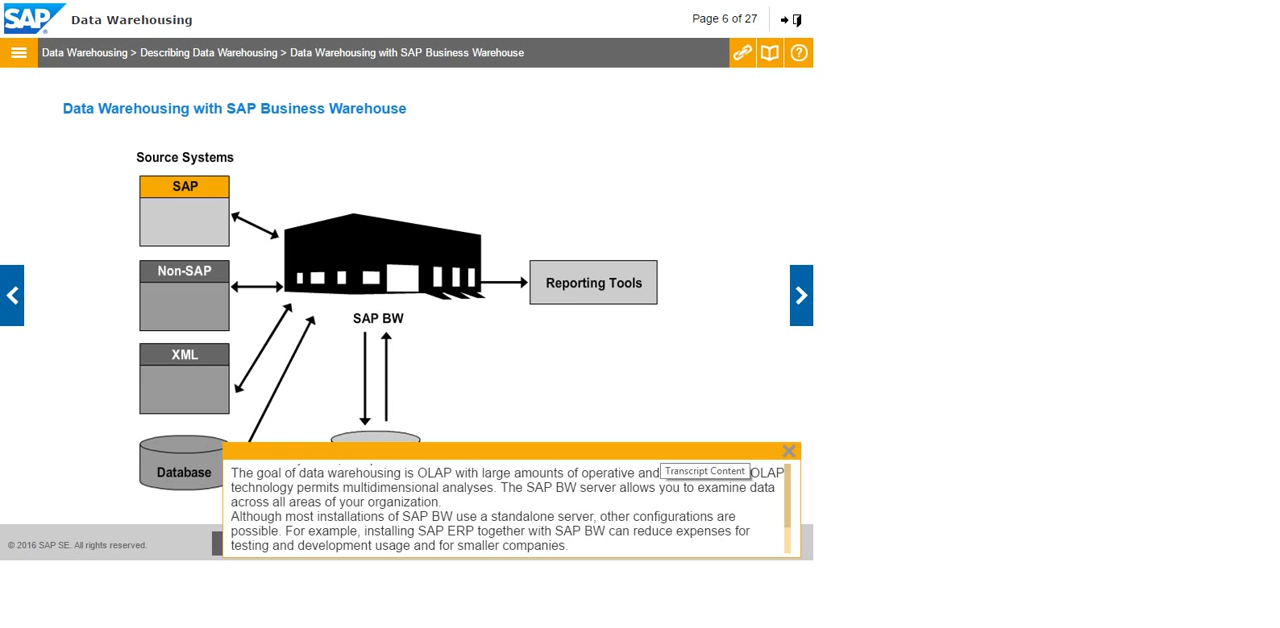 SAP
Data Warehousing
Page 6 of 27
Data Warehousing > Describing Data Warehousing > Data Warehousing with SAP Business Warehouse
Data Warehousing with SAP Business Warehouse
Source Systems
SAP
Non-SAP
Reporting Tools
SAP BW
XML
Database
Transcript Content
The goal of data warehousing is OLAP with large amounts of operative and OLAP
technology permits multidimensional analyses. The SAP BW server allows you to examine data
across all areas of your organization.
Although most installations of SAP BW use a standalone server, other configurations are
possible. For example, installing SAP ERP together with SAP BW can reduce expenses for
testing and development usage and for smaller companies.
© 2016 SAP SE. All rights reserved.